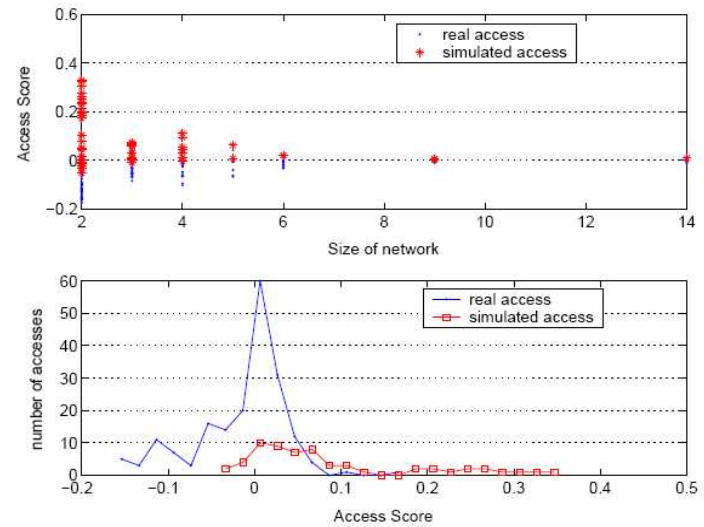 0.6
real access
simulated access
0.4
Access Score
0.2
0
−0.2
2 4 6 8 10 12 14
Size of network
60
real access
simulated access
50
40
number of accesses
30
20
10
0
−0.2 −0.1 0 0.1 0.2 0.3 0.4 0.5
Access Score